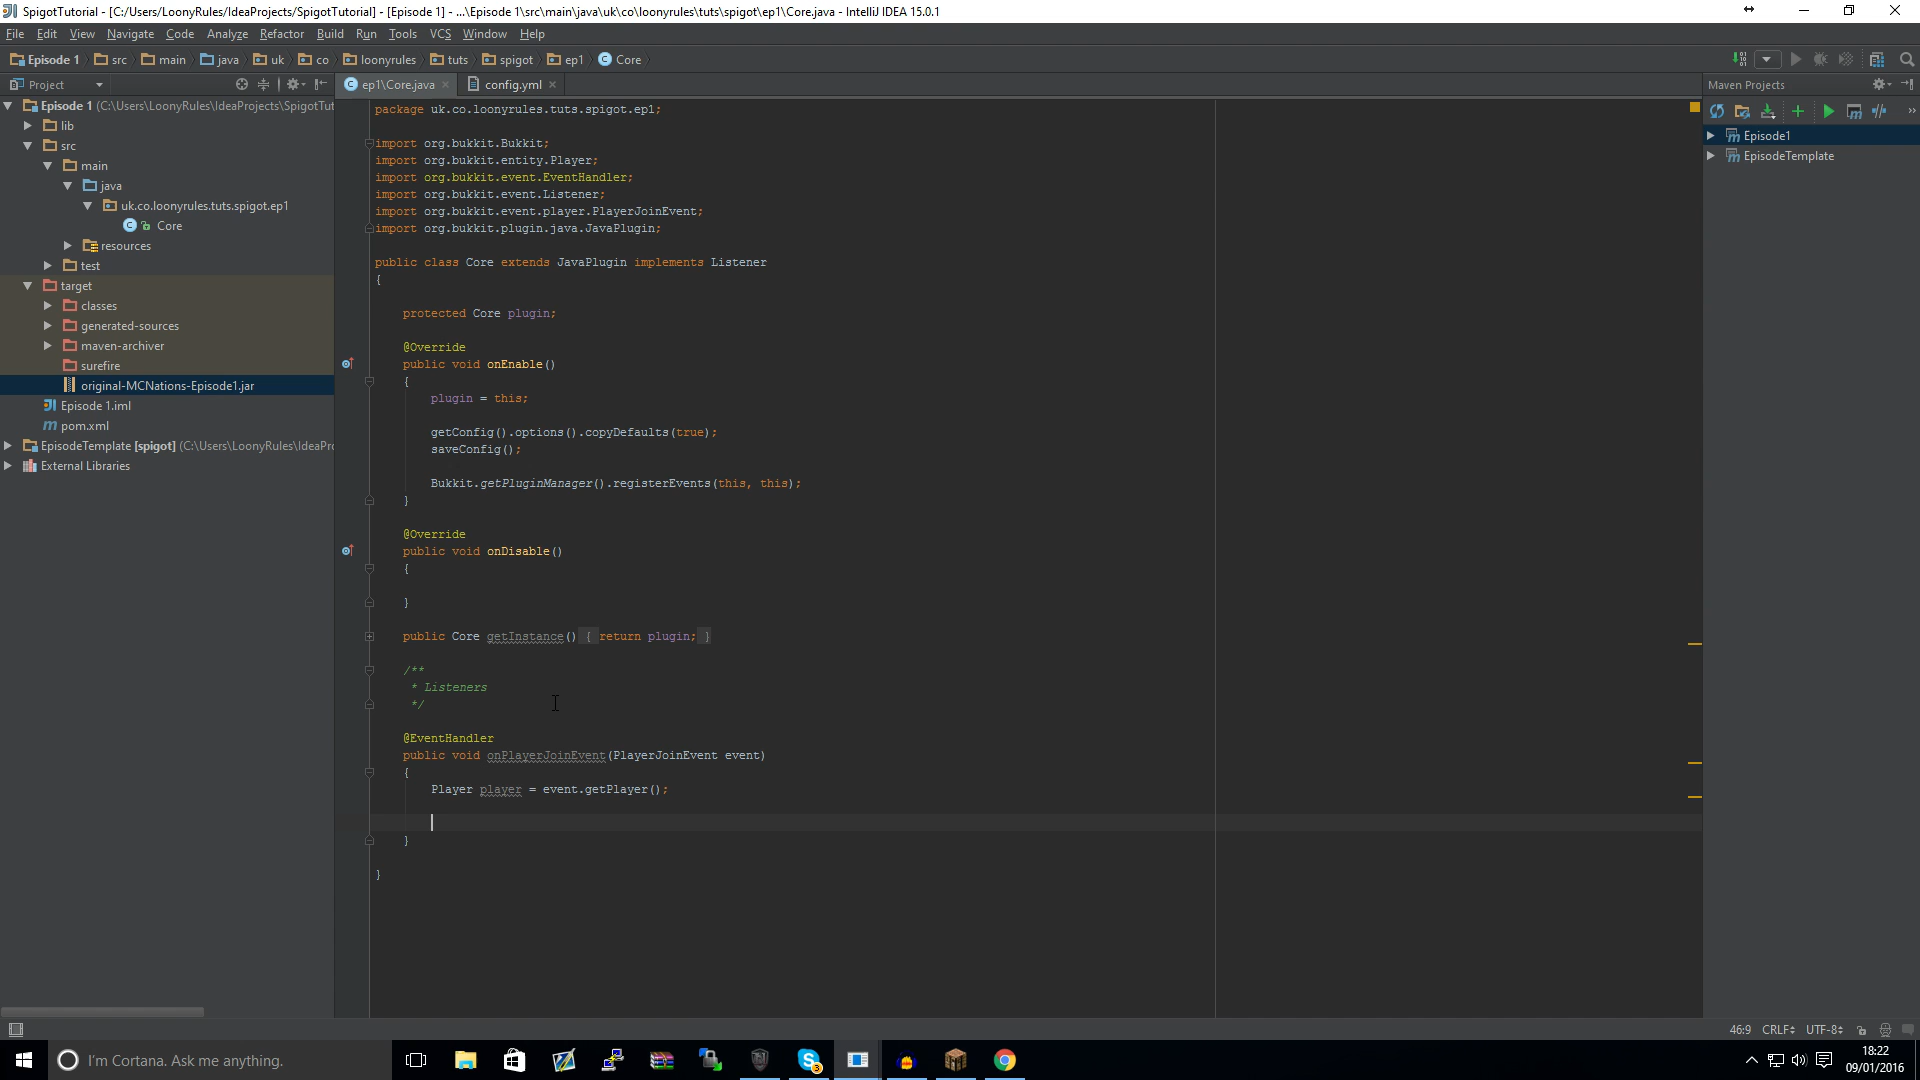 SpigotTutorial - [C:/Users/LoonyRules/IdeaProjects/SpigotTutorial] - [Episode 1] - ...\Episode 1\src\main\java\uk\co\loonyrules\tuts\spigot\ep1\Core.java - IntelliJ IDEA 15.0.1
File Edit View Navigate Code Analyze Refactor Build Run Tools VCS Window Help
Episode 1 src main java uk co loonyrules tuts spigot ep1 Core
Project
ep1\Core.java
config.yml
Maven Projects
Episode 1 (C:\Users\LoonyRules\IdeaProjects\SpigotTut
lib
src
main
java
uk.co.loonyrules.tuts.spigot.ep1
Core
resources
test
target
classes
generated-sources
maven-archiver
surefire
original-MCNations-Episode1.jar
Episode 1.iml
pom.xml
EpisodeTemplate [spigot] (C:\Users\LoonyRules\IdeaPro
External Libraries
package uk.co.loonyrules.tuts.spigot.ep1;
import org.bukkit.Bukkit;
import org.bukkit.entity.Player;
import org.bukkit.event.EventHandler;
import org.bukkit.event.Listener;
import org.bukkit.event.player.PlayerJoinEvent;
import org.bukkit.plugin.java.JavaPlugin;
public class Core extends JavaPlugin implements Listener
{
protected Core plugin;
@Override
public void onEnable()
{
plugin = this;
getConfig().options().copyDefaults(true);
saveConfig();
Bukkit.getPluginManager().registerEvents(this, this);
}
@Override
public void onDisable()
{
}
public Core getInstance() { return plugin; }
/**
* Listeners
*/
@EventHandler
public void onPlayerJoinEvent(PlayerJoinEvent event)
{
Player player = event.getPlayer();
}
}
Episode1
EpisodeTemplate
46:9 CRLF UTF-8
I'm Cortana. Ask me anything.
3
18:22
09/01/2016